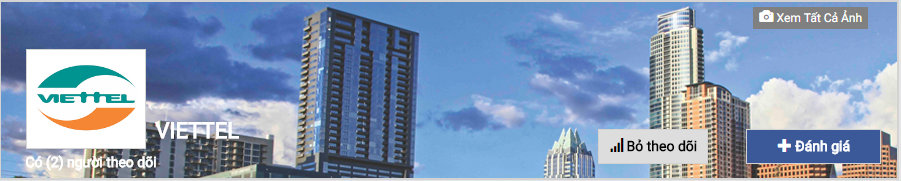 Xem Tất Cả Ảnh
VIETTEL
VIETTEL
Có (2) người theo dõi
Bỏ theo dõi
Đánh giá